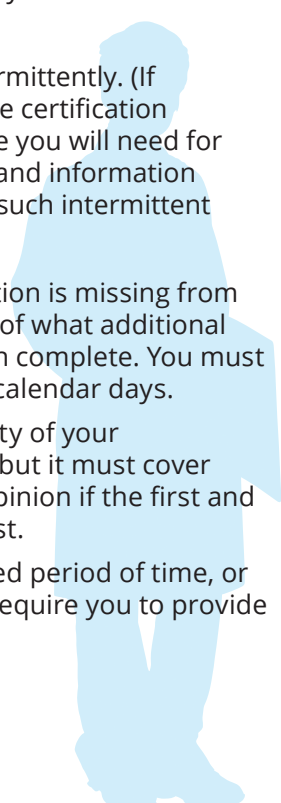 rmittently. (If
e certification
e you will need for
and information
such intermittent
tion is missing from
of what additional
n complete. You must
calendar days.
ty of your
but it must cover
pinion if the first and
st.
ed period of time, or
equire you to provide